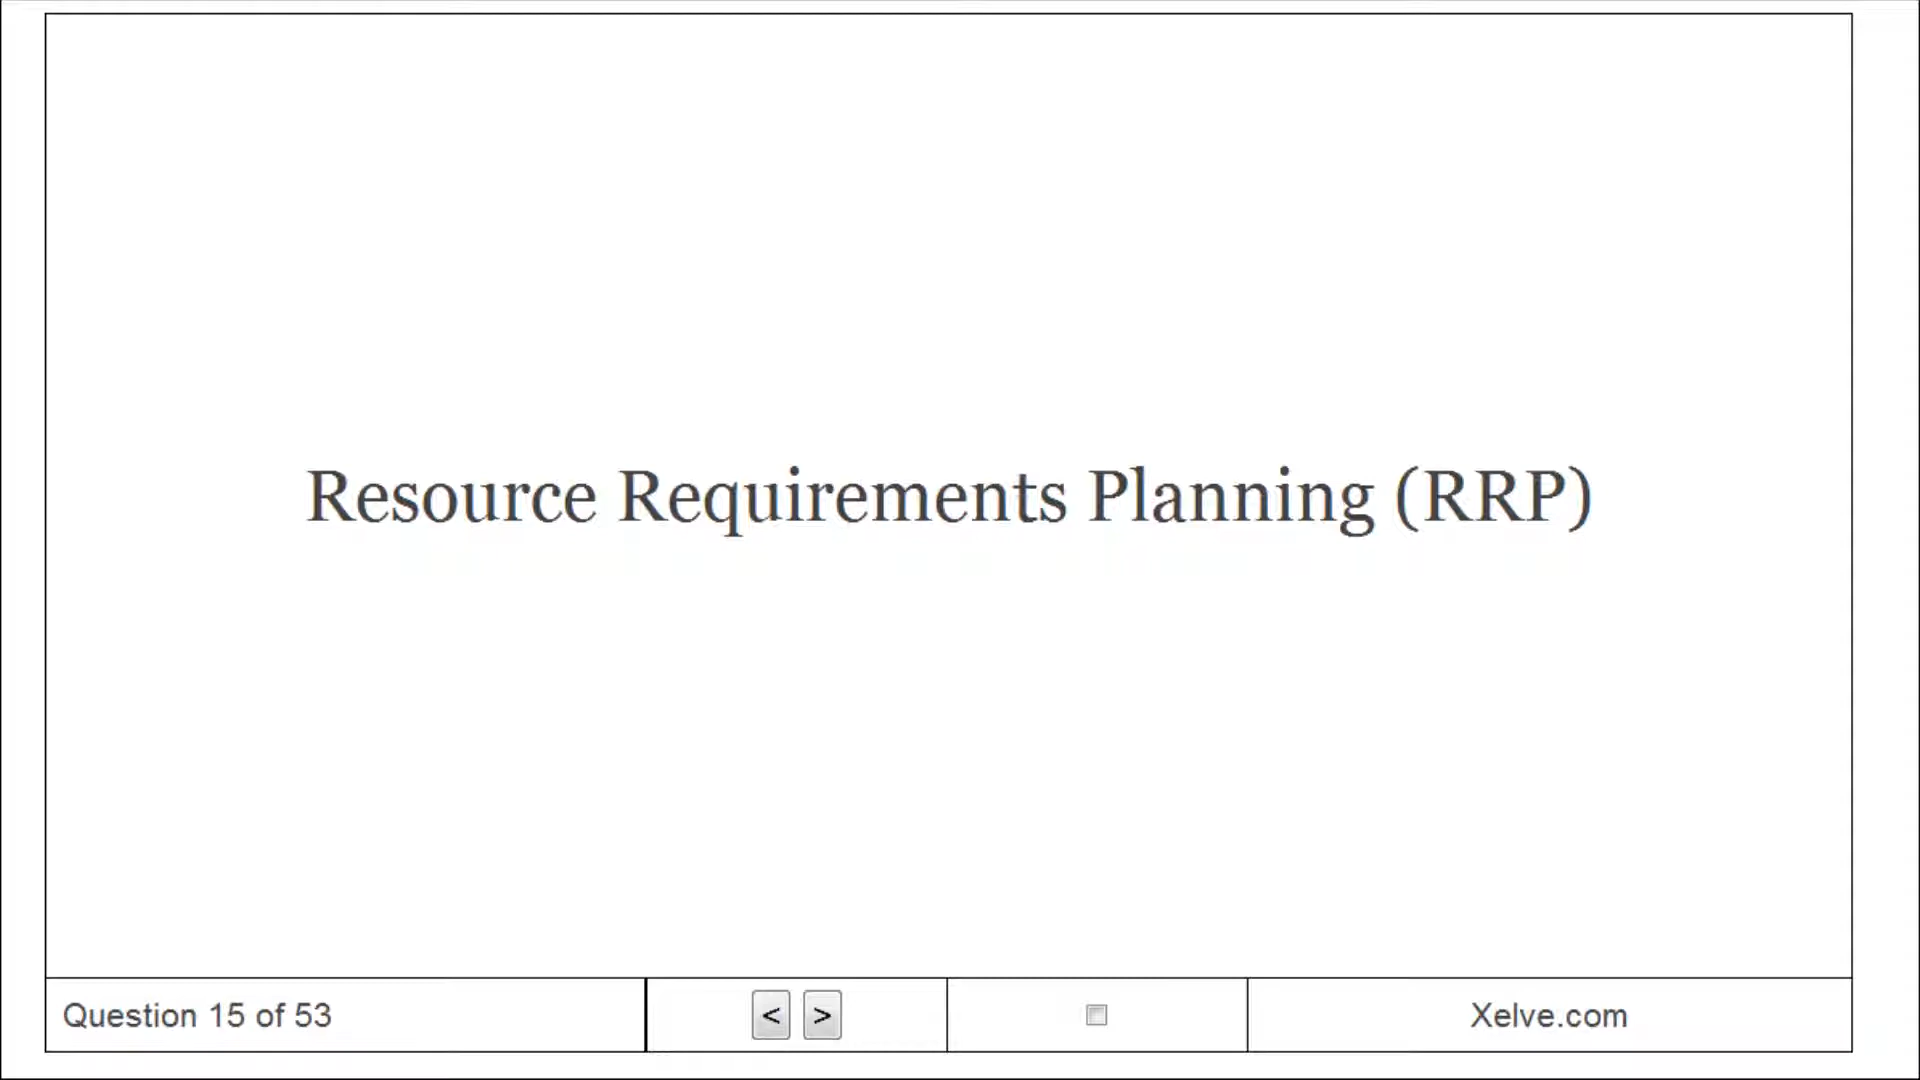 Resource Requirements Planning (RRP)
Question 15 of 53
< >
Xelve.com